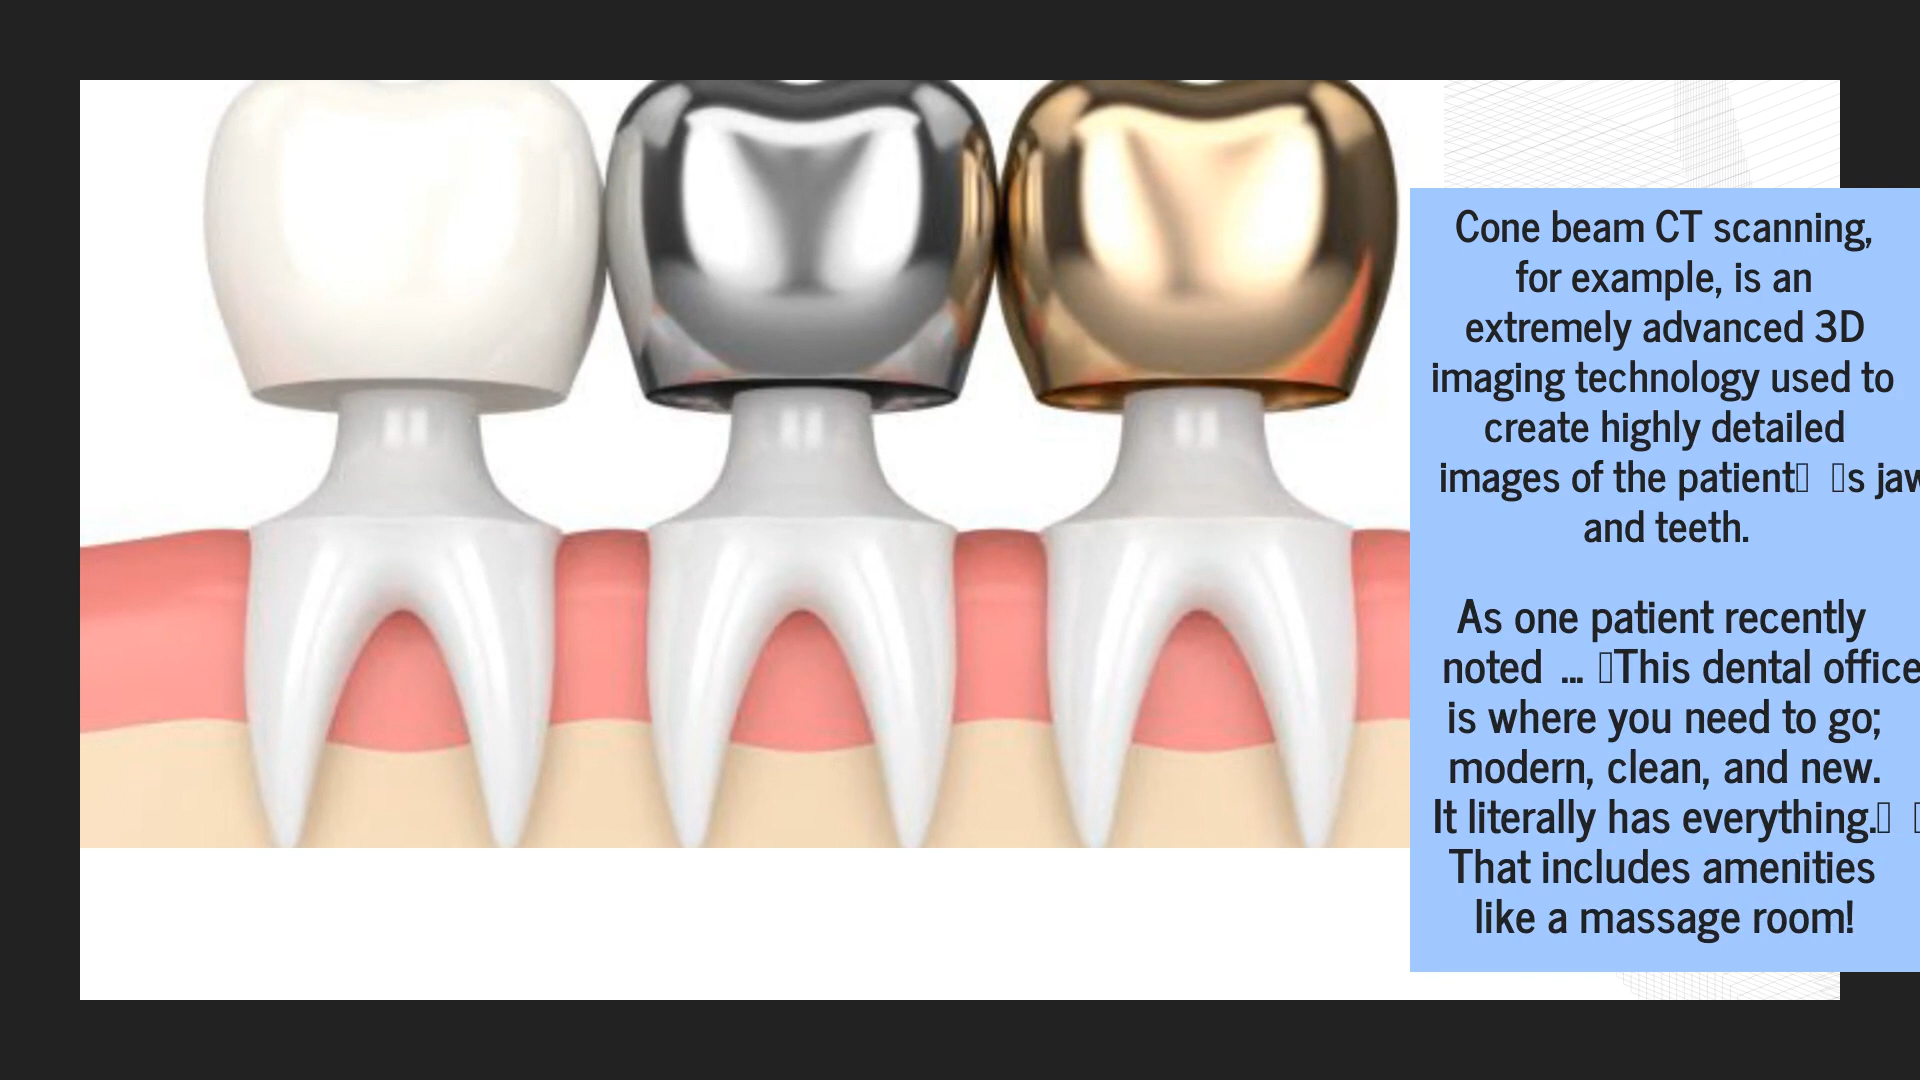 Cone beam CT scanning,
for example, is an
extremely advanced 3D
imaging technology used to
create highly detailed
images of the patient▯ ▯s jaw
and teeth.
As one patient recently
noted ... ▯This dental office
is where you need to go;
modern, clean, and new.
It literally has everything.▯ ▯
That includes amenities
like a massage room!